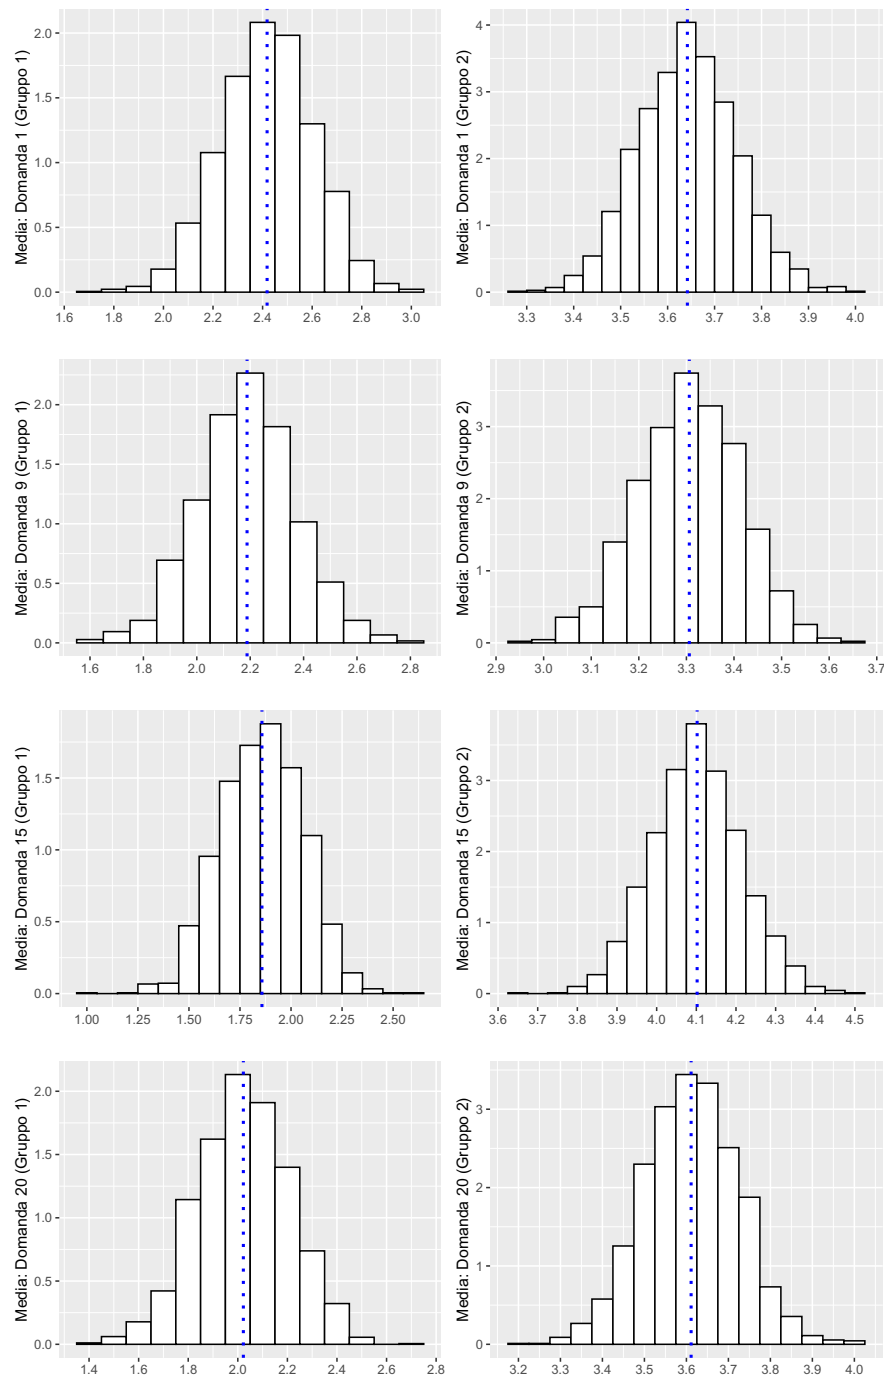 Media: Domanda 1 (Gruppo 1)
2.0
1.5
1.0
0.5
0.0
1.6 1.8 2.0 2.2 2.4 2.6 2.8 3.0
Media: Domanda 1 (Gruppo 2)
4
3
2
1
0
3.3 3.4 3.5 3.6 3.7 3.8 3.9 4.0
Media: Domanda 9 (Gruppo 1)
2.0
1.5
1.0
0.5
0.0
1.6 1.8 2.0 2.2 2.4 2.6 2.8
Media: Domanda 9 (Gruppo 2)
3
2
1
0
2.9 3.0 3.1 3.2 3.3 3.4 3.5 3.6 3.7
Media: Domanda 15 (Gruppo 1)
1.5
1.0
0.5
0.0
1.00 1.25 1.50 1.75 2.00 2.25 2.50
Media: Domanda 15 (Gruppo 2)
3
2
1
0
3.6 3.7 3.8 3.9 4.0 4.1 4.2 4.3 4.4 4.5
Media: Domanda 20 (Gruppo 1)
2.0
1.5
1.0
0.5
0.0
1.4 1.6 1.8 2.0 2.2 2.4 2.6 2.8
Media: Domanda 20 (Gruppo 2)
3
2
1
0
3.2 3.3 3.4 3.5 3.6 3.7 3.8 3.9 4.0